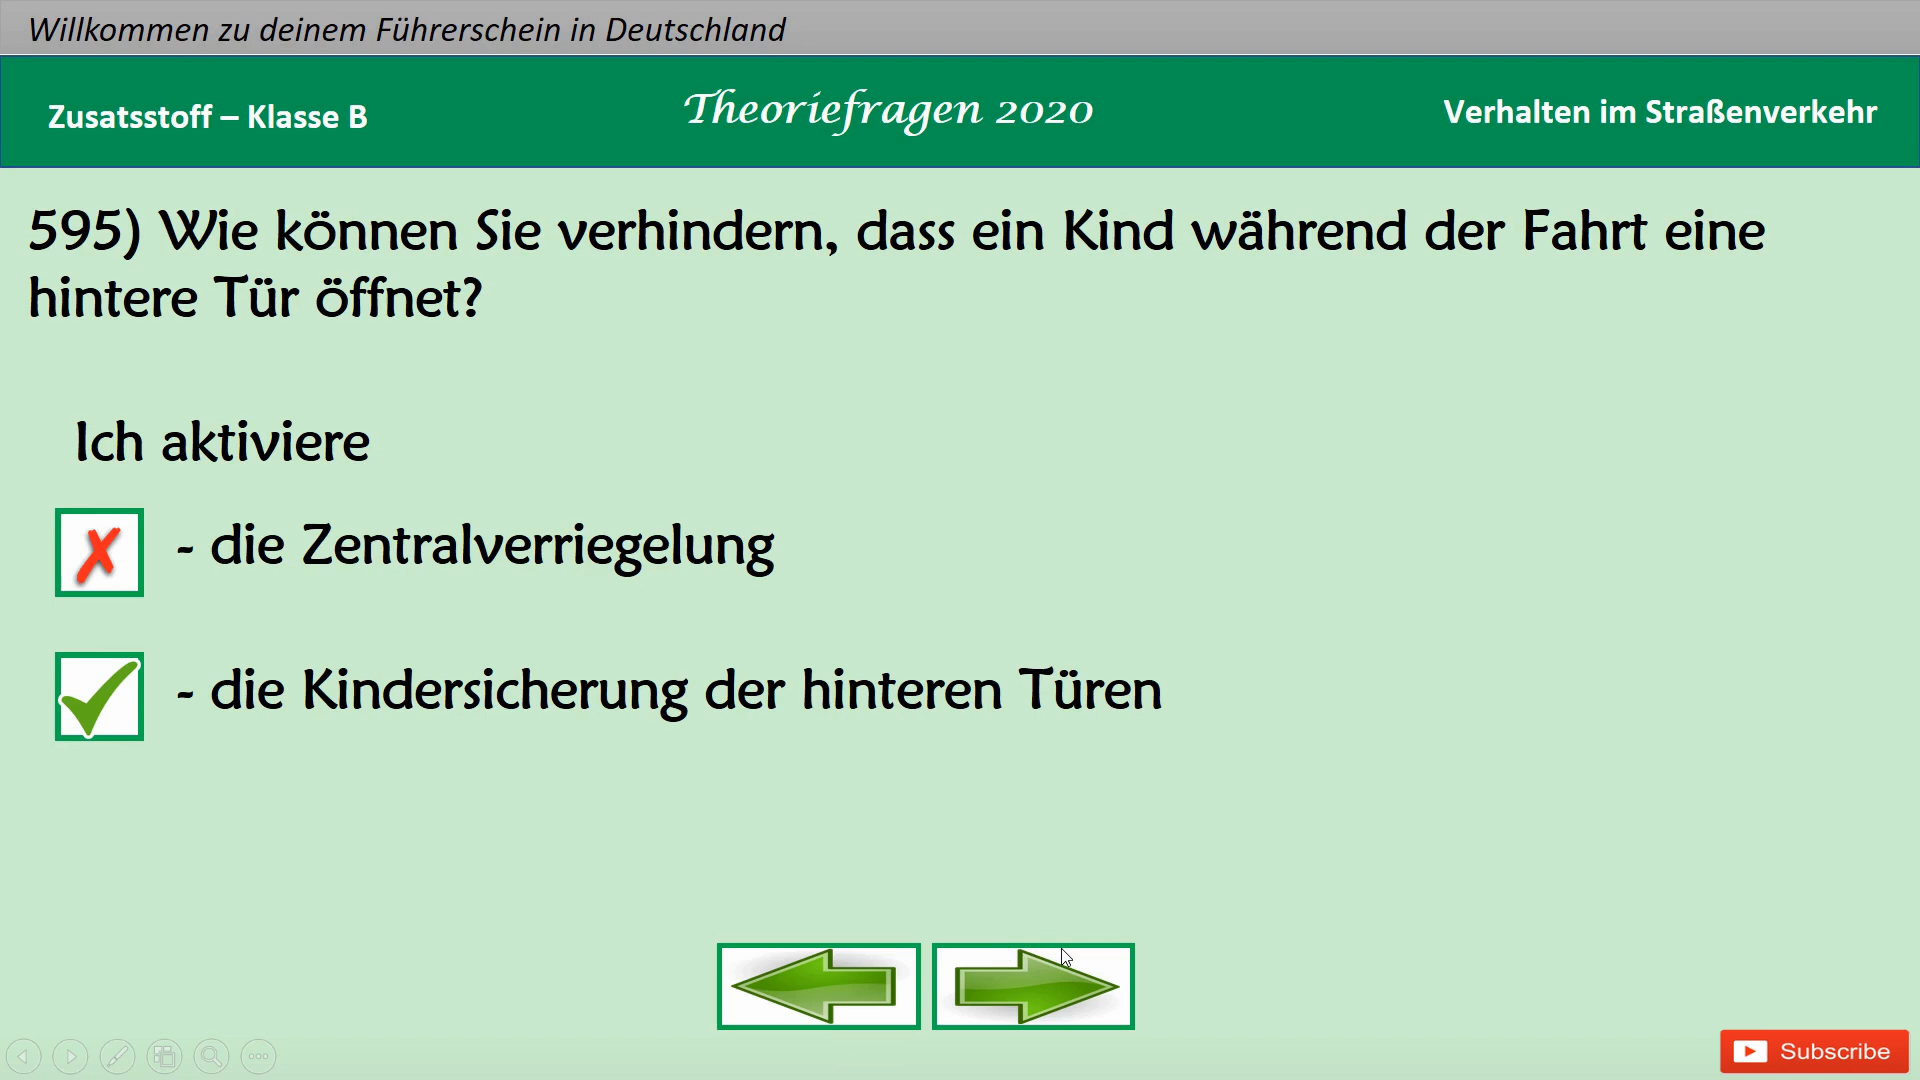 Willkommen zu deinem Führerschein in Deutschland
Zusatsstoff – Klasse B
Theoriefragen 2020
Verhalten im Straßenverkehr
595) Wie können Sie verhindern, dass ein Kind während der Fahrt eine
hintere Tür öffnet?
Ich aktiviere
- die Zentralverriegelung
- die Kindersicherung der hinteren Türen
Subscribe